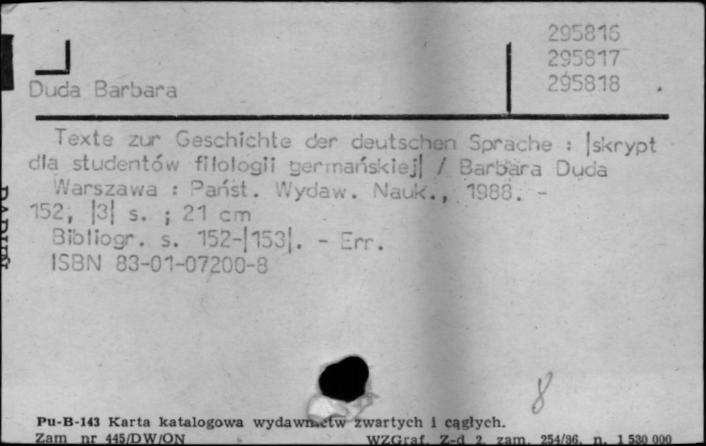 295816
295817
295818
Duda Barbara
Texte zur Geschichte der deutschen Sprache : |skrypt
dla studentów filologii germańskiej| / Barbara Duda
Warszawa : Państ. Wydaw. Nauk., 1988. -
152, |3| s. ; 21 cm
Bibliogr. s. 152-|153|. - Err.
ISBN 83-01-07200-8
8
Pu-B-143 Karta katalogowa wydawnictw zwartych i ciągłych.
Zam nr 445/DW/ON WZGraf. Z-d 2, zam. 254/86. n. 1 530 000